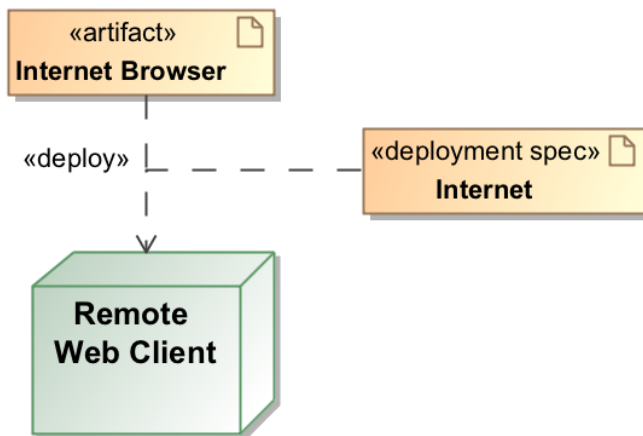 «artifact»
Internet Browser
«deploy»
«deployment spec»
Internet
Remote
Web Client